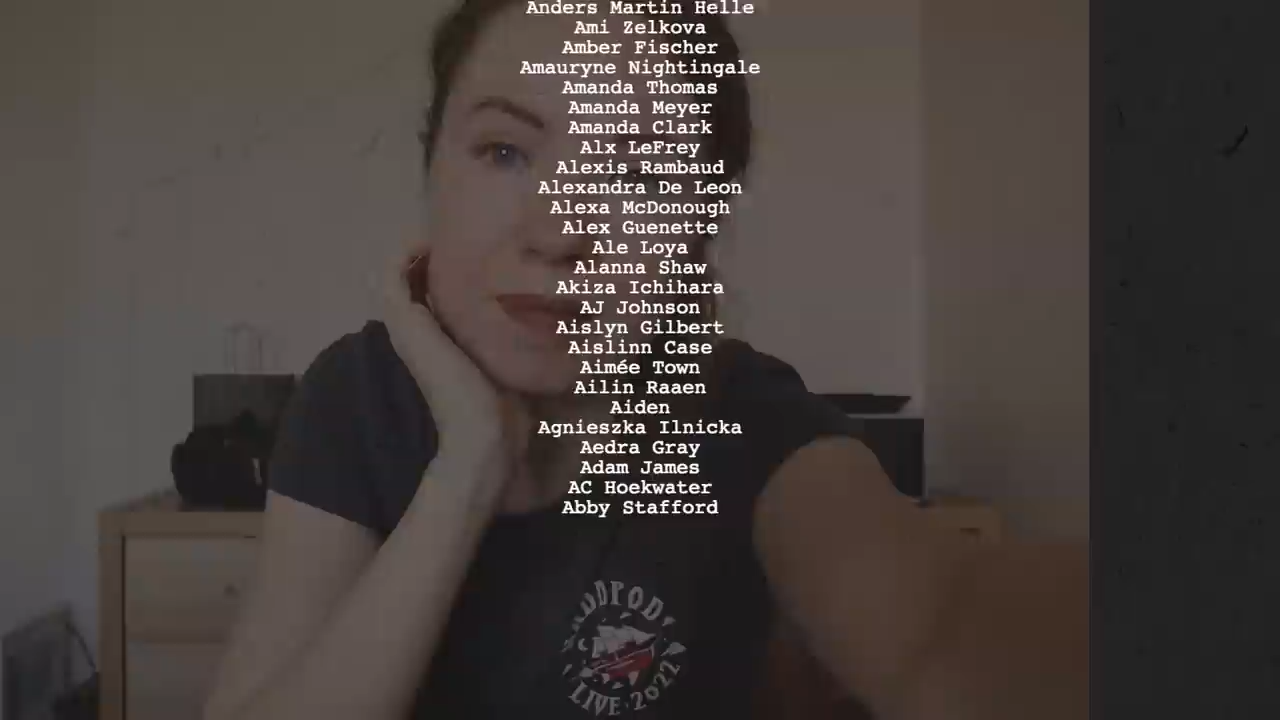 Anders Martin Helle
Ami Zelkova
Amber Fischer
Amauryne Nightingale
Amanda Thomas
Amanda Meyer
Amanda Clark
Alx LeFrey
Alexis Rambaud
Alexandra De Leon
Alexa McDonough
Alex Guenette
Ale Loya
Alanna Shaw
Akiza Ichihara
AJ Johnson
Aislyn Gilbert
Aislinn Case
Aimée Town
Ailin Raaen
Aiden
Agnieszka Ilnicka
Aedra Gray
Adam James
AC Hoekwater
Abby Stafford
LIVE · 2022